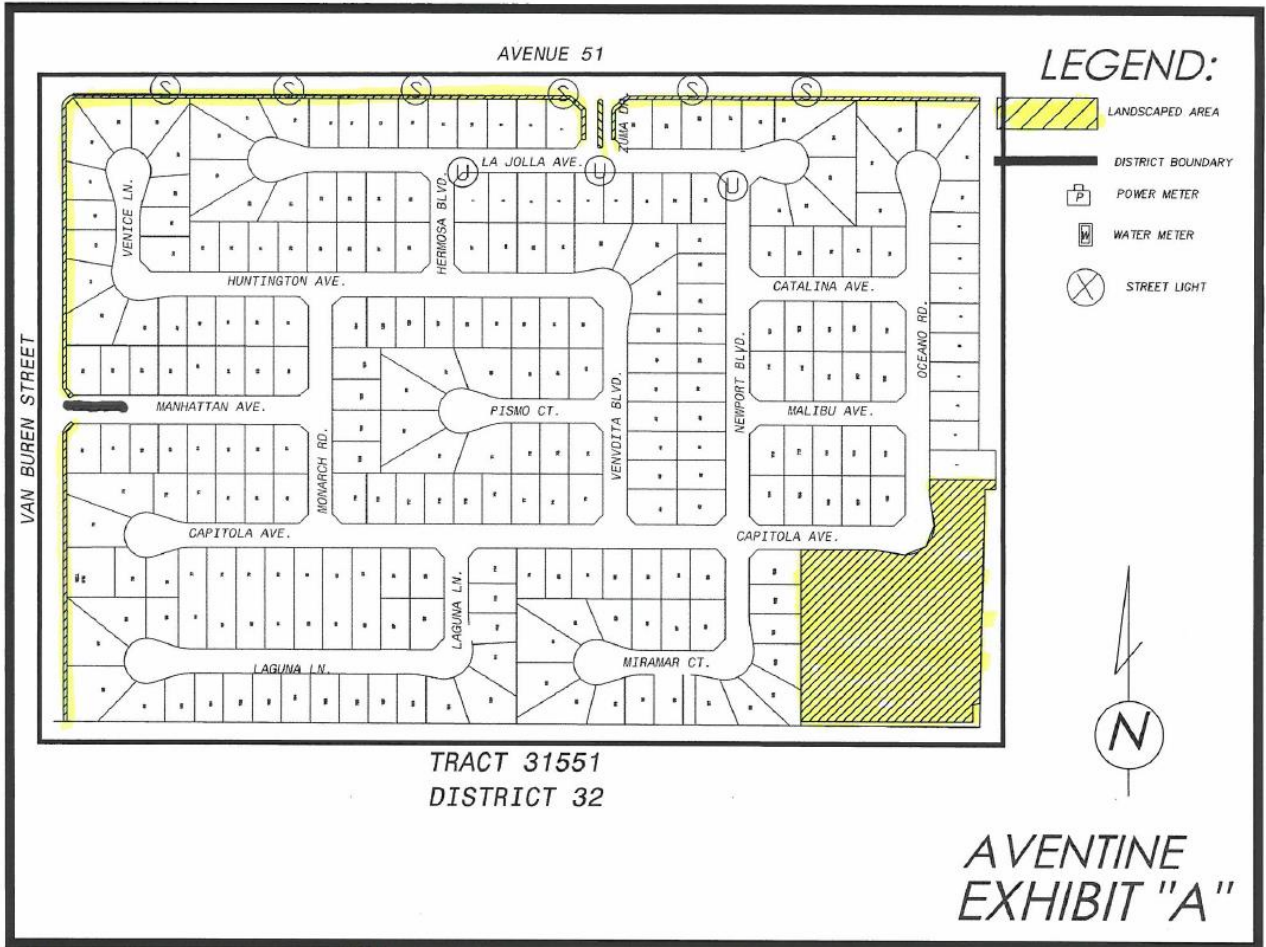 AVENUE 51
LEGEND:
S
S
S
S
S
S
LANDSCAPED AREA
ZUMA DR.
LA JOLLA AVE.
DISTRICT BOUNDARY
U
U
U
P
POWER METER
VENICE LN.
HERMOSA BLVD.
W
WATER METER
HUNTINGTON AVE.
CATALINA AVE.
X
STREET LIGHT
OCEANO RD.
NEWPORT BLVD.
VAN BUREN STREET
MANHATTAN AVE.
PISMO CT.
MALIBU AVE.
MONARCH RD.
VENVDITA BLVD.
CAPITOLA AVE.
CAPITOLA AVE.
LAGUNA LN.
LAGUNA LN.
MIRAMAR CT.
N
TRACT 31551
DISTRICT 32
AVENTINE
EXHIBIT "A"